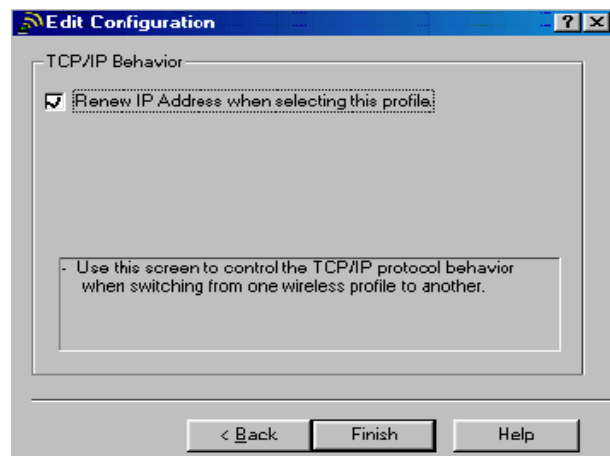 Edit Configuration
TCP/IP Behavior
Renew IP Address when selecting this profile.
- Use this screen to control the TCP/IP protocol behavior
when switching from one wireless profile to another.
< Back
Finish
Help